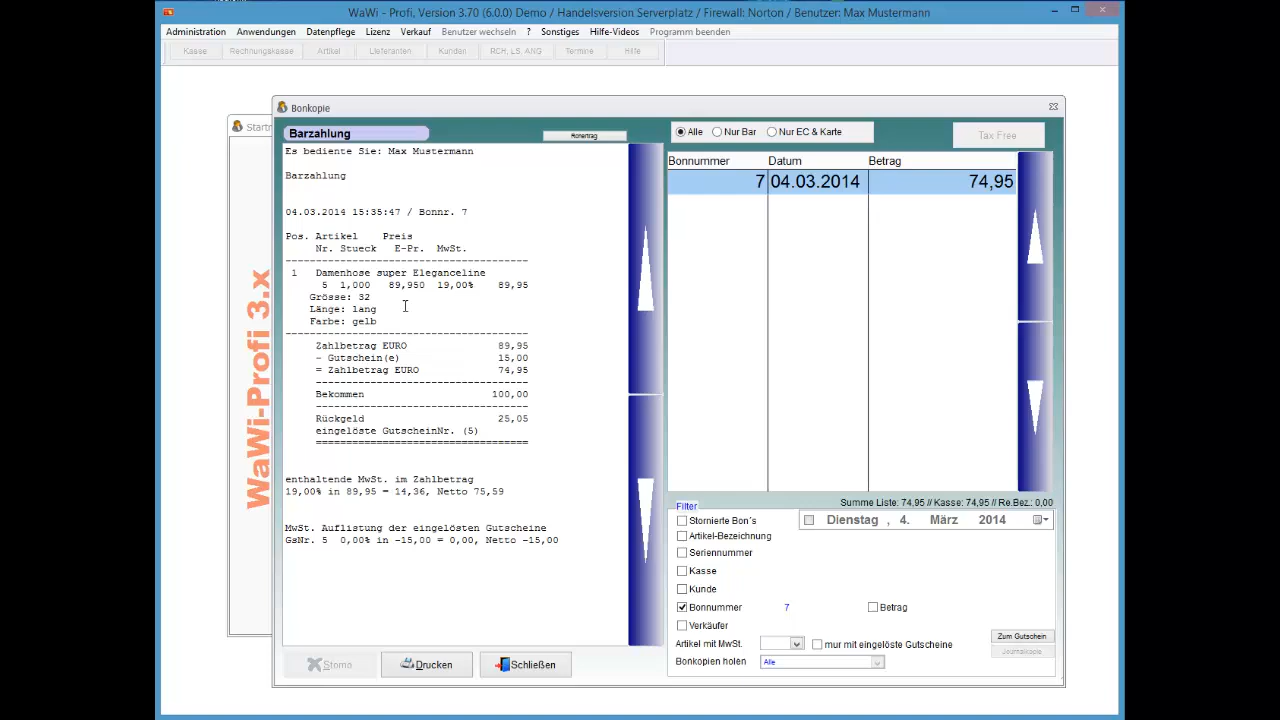 WaWi - Profi, Version 3.70 (6.0.0) Demo / Handelsversion Serverplatz / Firewall: Norton / Benutzer: Max Mustermann
Administration Anwendungen Datenpflege Lizenz Verkauf Benutzer wechseln ? Sonstiges Hilfe-Videos Programm beenden
Kasse Rechnungskasse Artikel Lieferanten Kunden RCH, LS, ANG Termine Hilfe
Bonkopie
Startm
WaWi-Profi 3.x
Barzahlung
Rohertrag
Es bediente Sie: Max Mustermann
Barzahlung
04.03.2014 15:35:47 / Bonnr. 7
Pos. Artikel Preis
Nr. Stueck E-Pr. MwSt.
----------------------------------------
1 Damenhose super Eleganceline
5 1,000 89,950 19,00% 89,95
Grösse: 32
Länge: lang
Farbe: gelb
----------------------------------------
Zahlbetrag EURO 89,95
- Gutschein(e) 15,00
= Zahlbetrag EURO 74,95
-----------------------------------
Bekommen 100,00
-----------------------------------
Rückgeld 25,05
eingelöste GutscheinNr. (5)
===================================
enthaltende MwSt. im Zahlbetrag
19,00% in 89,95 = 14,36, Netto 75,59
MwSt. Auflistung der eingelösten Gutscheine
GsNr. 5 0,00% in -15,00 = 0,00, Netto -15,00
Storno Drucken Schließen
Alle Nur Bar Nur EC & Karte
Tax Free
Bonnummer Datum Betrag
7 04.03.2014 74,95
Summe Liste: 74,95 // Kasse: 74,95 // Re.Bez.: 0,00
Filter
Stornierte Bon´s
Dienstag , 4. März 2014
Artikel-Bezeichnung
Seriennummer
Kasse
Kunde
Bonnummer 7 Betrag
Verkäufer
Zum Gutschein
Artikel mit MwSt. mur mit eingelöste Gutscheine
Journalkopie
Bonkopien holen Alle